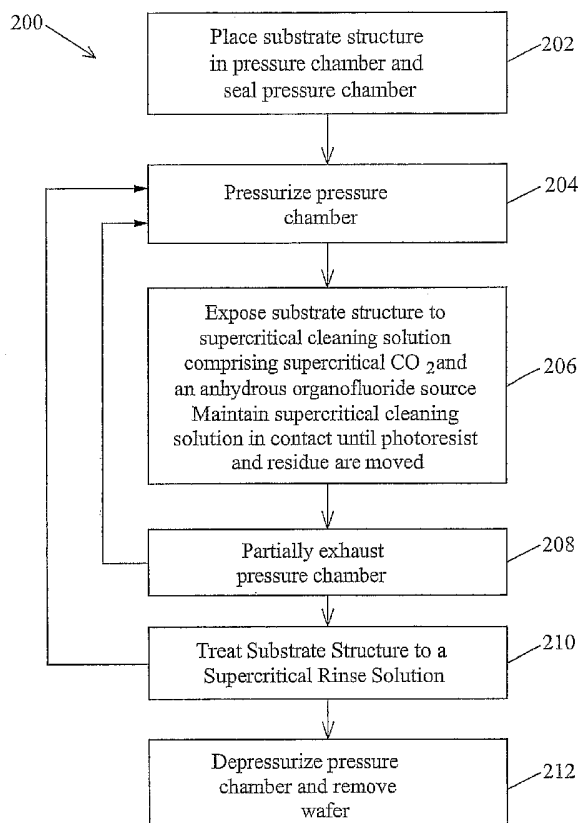 200
Place substrate structure
in pressure chamber and
seal pressure chamber
202
Pressurize pressure
chamber
204
Expose substrate structure to
supercritical cleaning solution
comprising supercritical CO 2 and
an anhydrous organofluoride source
Maintain supercritical cleaning
solution in contact until photoresist
and residue are moved
206
Partially exhaust
pressure chamber
208
Treat Substrate Structure to a
Supercritical Rinse Solution
210
Depressurize pressure
chamber and remove
wafer
212